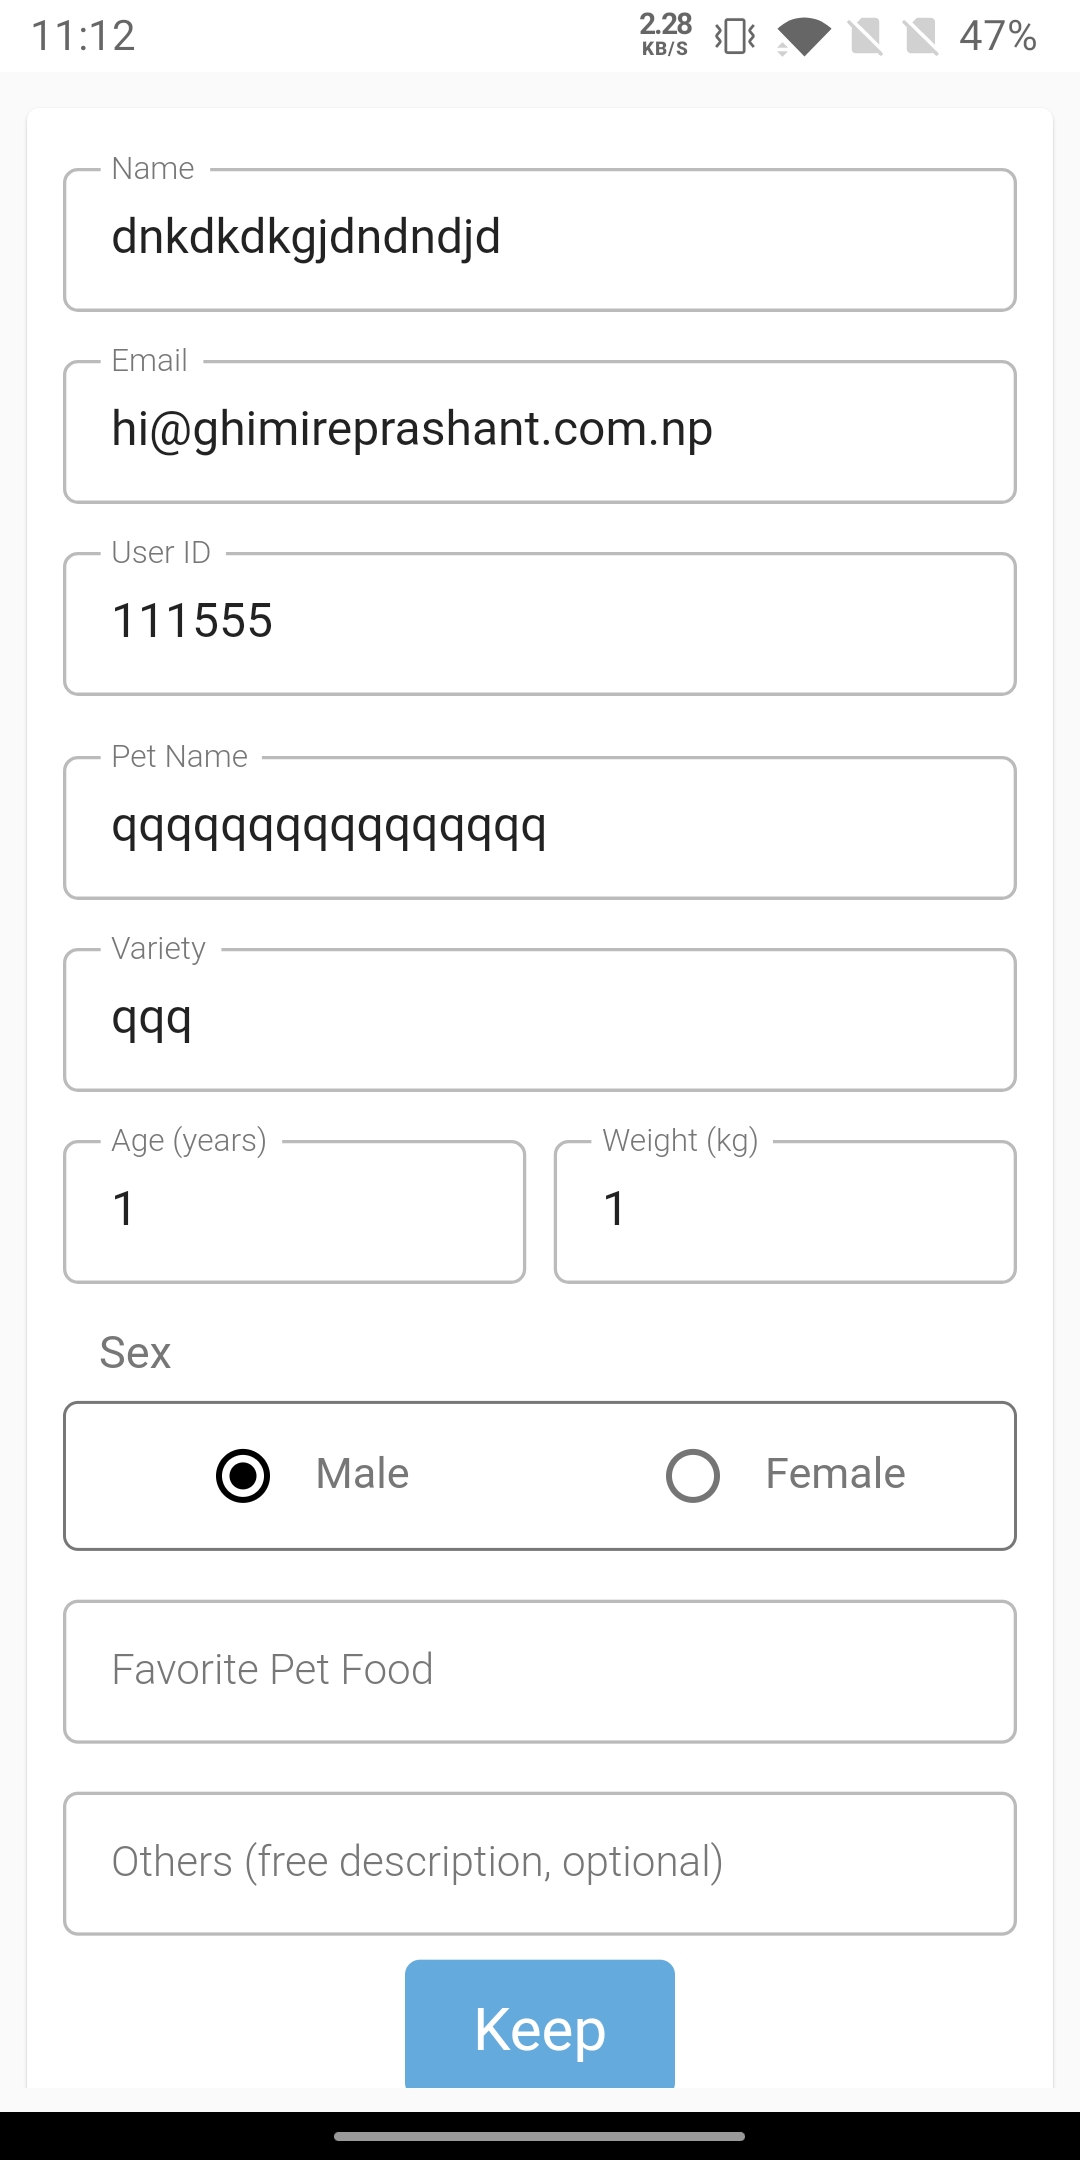 11:12
2.28
KB/S
47%
Name
dnkdkdkgjdndndjd
Email
hi@ghimireprashant.com.np
User ID
111555
Pet Name
qqqqqqqqqqqqqqqq
Variety
qqq
Age (years)
1
Weight (kg)
1
Sex
Male
Female
Favorite Pet Food
Others (free description, optional)
Keep